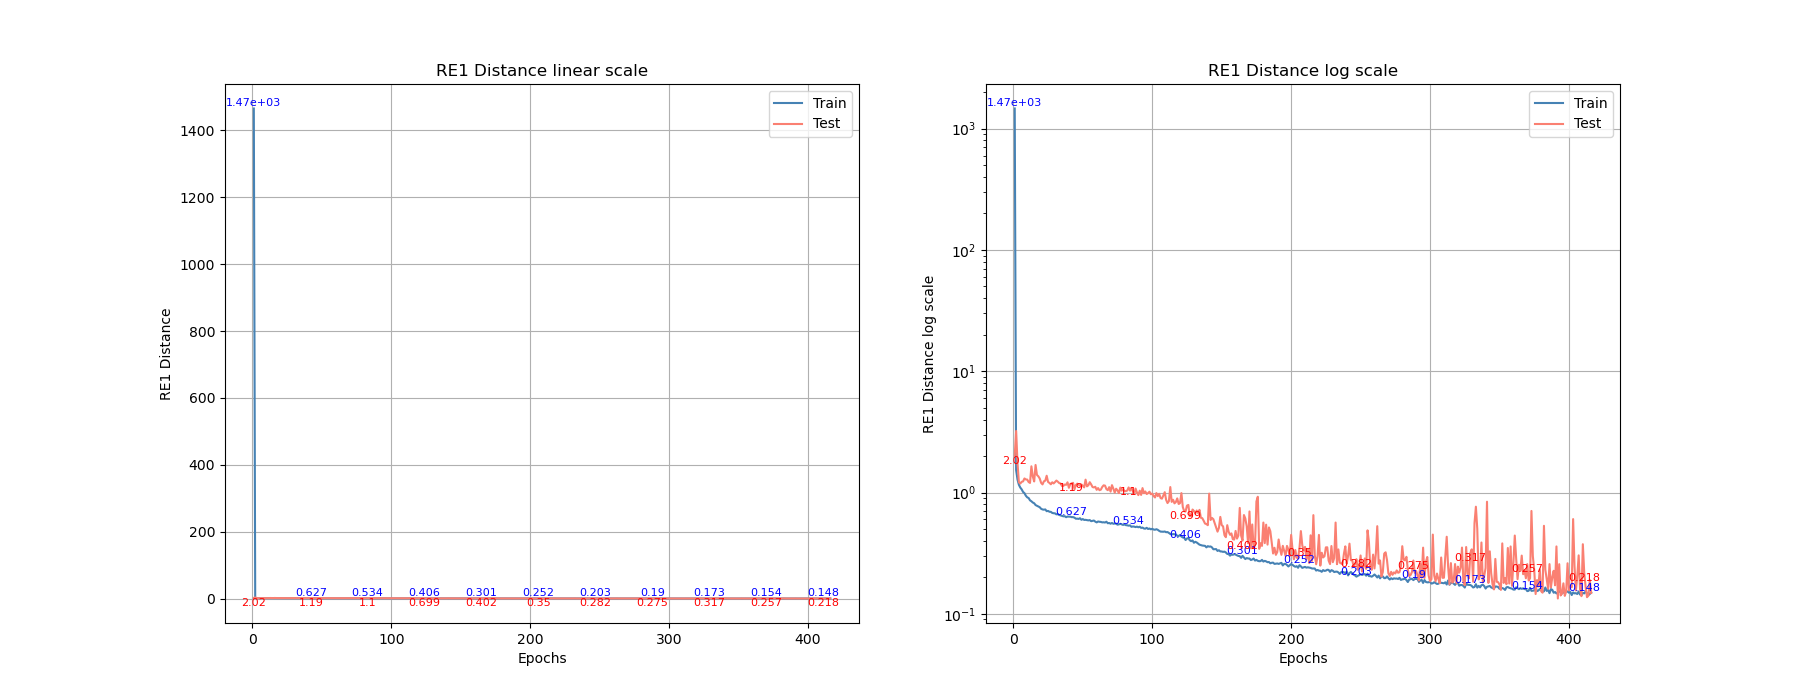 RE1 Distance linear scale
1.47e+03
Train
Test
1400
1200
1000
800
600
400
200
0
RE1 Distance
0.627 0.534 0.406 0.301 0.252 0.203 0.19 0.173 0.154 0.148
2.02 1.19 1.1 0.699 0.402 0.35 0.282 0.275 0.317 0.257 0.218
0 100 200 300 400
Epochs
RE1 Distance log scale
1.47e+03
Train
Test
10³
10²
10¹
10⁰
10⁻¹
RE1 Distance log scale
2.02 1.19 1.1 0.699 0.402 0.35 0.282 0.275 0.317 0.257 0.218
0.627 0.534 0.406 0.301 0.252 0.203 0.19 0.173 0.154 0.148
0 100 200 300 400
Epochs